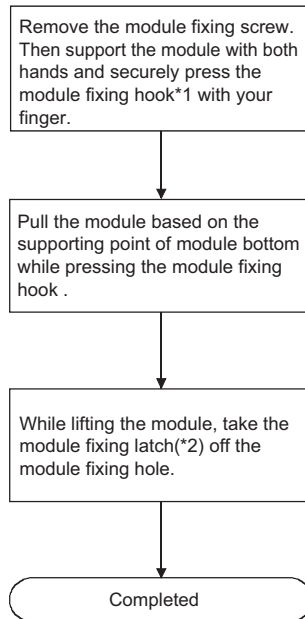 Remove the module fixing screw.
Then support the module with both
hands and securely press the
module fixing hook*1 with your
finger.
Pull the module based on the
supporting point of module bottom
while pressing the module fixing
hook .
While lifting the module, take the
module fixing latch(*2) off the
module fixing hole.
Completed